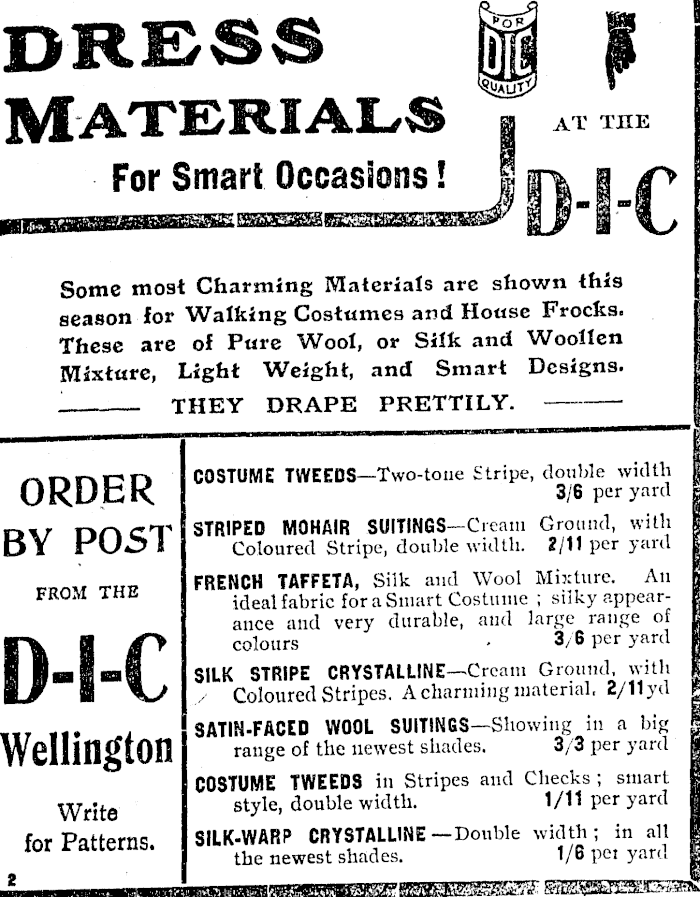 DRESS
MATERIALS
For Smart Occasions!
FOR
DIC
QUALITY
AT THE
D-I-C
Some most Charming Materials are shown this
season for Walking Costumes and House Frocks.
These are of Pure Wool, or Silk and Woollen
Mixture, Light Weight, and Smart Designs.
THEY DRAPE PRETTILY.
ORDER
BY POST
FROM THE
D-I-C
Wellington
Write
for Patterns.
2
COSTUME TWEEDS—Two-tone Stripe, double width
3/6 per yard
STRIPED MOHAIR SUITINGS—Cream Ground, with
Coloured Stripe, double width. 2/11 per yard
FRENCH TAFFETA, Silk and Wool Mixture. An
ideal fabric for a Smart Costume; silky appear-
ance and very durable, and large range of
colours 3/6 per yard
SILK STRIPE CRYSTALLINE—Cream Ground, with
Coloured Stripes. A charming material. 2/11 yd
SATIN-FACED WOOL SUITINGS—Showing in a big
range of the newest shades. 3/3 per yard
COSTUME TWEEDS in Stripes and Checks; smart
style, double width. 1/11 per yard
SILK-WARP CRYSTALLINE—Double width; in all
the newest shades. 1/6 per yard